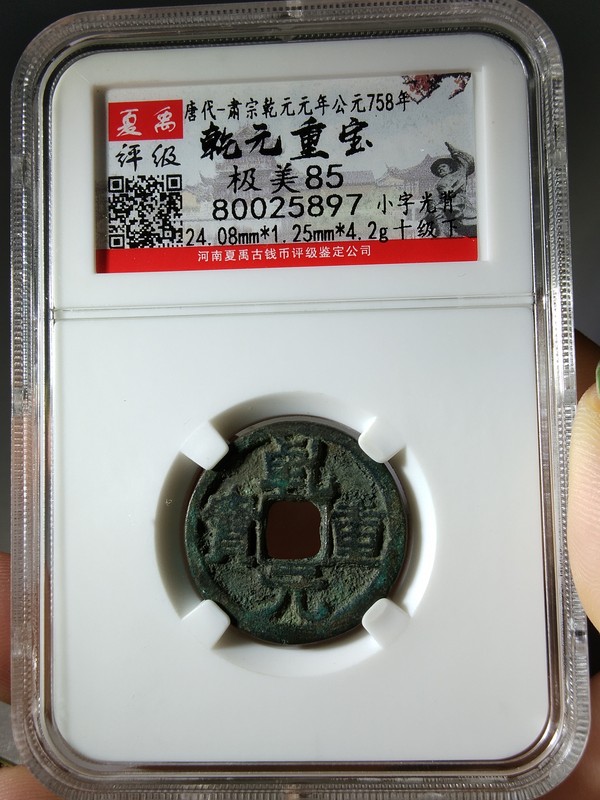 夏禹
评级
唐代-肃宗乾元元年公元758年
乾元重宝
极美85
80025897 小字光背
24.08mm*1.25mm*4.2g十级下
河南夏禹古钱币评级鉴定公司
乾
寶 重
元